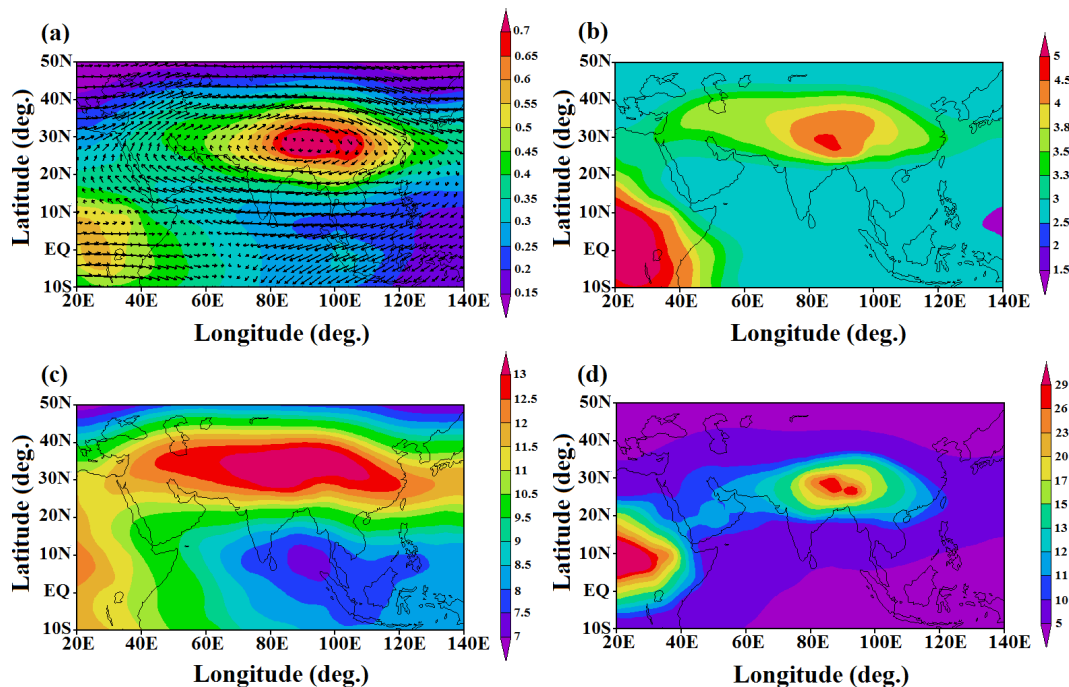 (a)
50N
40N
30N
20N
10N
EQ
10S
20E 40E 60E 80E 100E 120E 140E
Latitude (deg.)
Longitude (deg.)
0.7
0.65
0.6
0.55
0.5
0.45
0.4
0.35
0.3
0.25
0.2
0.15
(b)
50N
40N
30N
20N
10N
EQ
10S
20E 40E 60E 80E 100E 120E 140E
Latitude (deg.)
Longitude (deg.)
5
4.5
4
3.8
3.5
3.3
3
2.5
2
1.5
(c)
50N
40N
30N
20N
10N
EQ
10S
20E 40E 60E 80E 100E 120E 140E
Latitude (deg.)
Longitude (deg.)
13
12.5
12
11.5
11
10.5
10
9.5
9
8.5
8
7.5
7
(d)
50N
40N
30N
20N
10N
EQ
10S
20E 40E 60E 80E 100E 120E 140E
Latitude (deg.)
Longitude (deg.)
29
26
23
20
17
15
13
12
11
10
5